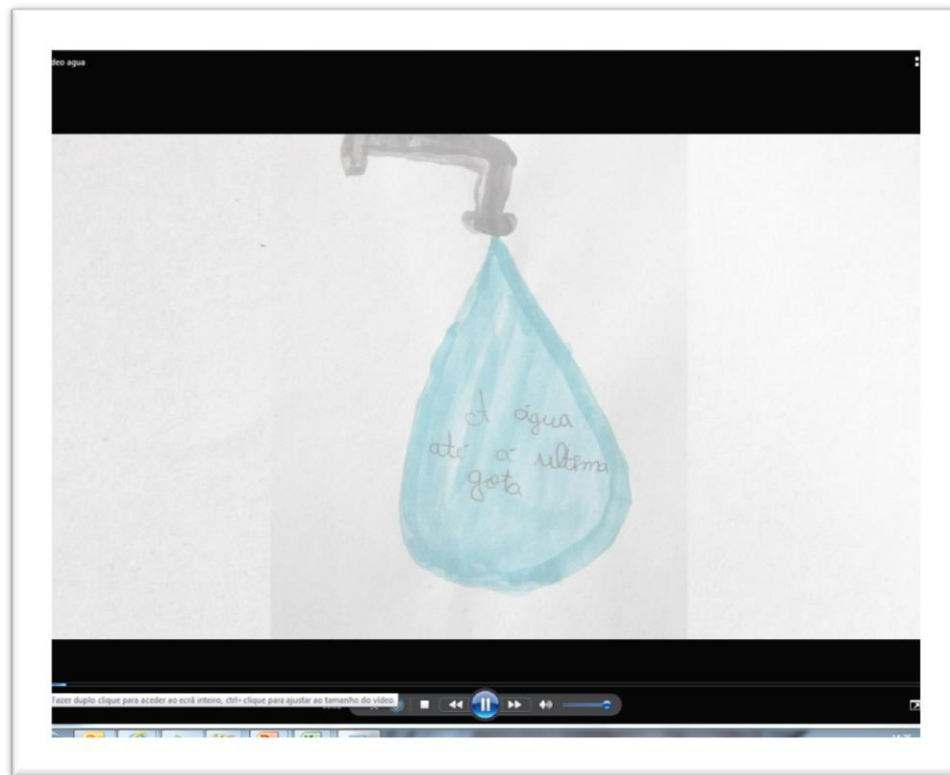 deo agua
A água
até á ultima
gota
Fazer duplo clique para aceder ao ecrã inteiro, ctrl+ clique para ajustar ao tamanho do vídeo.